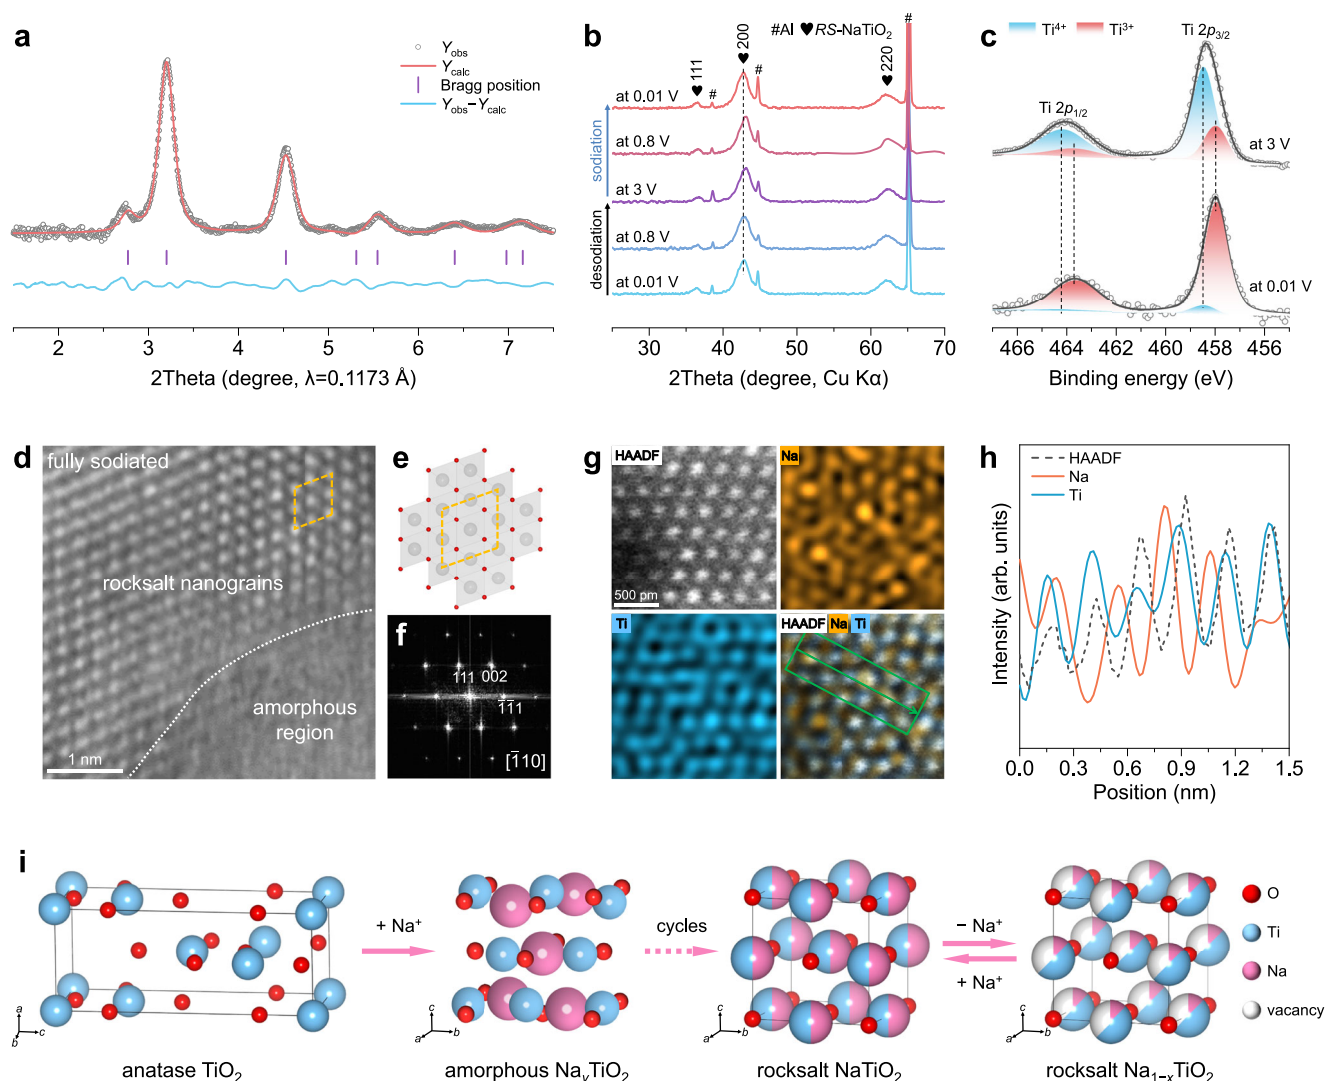 a
Yobs
Ycalc
Bragg position
Yobs−Ycalc
2 3 4 5 6 7
2Theta (degree, λ=0.1173 Å)
b
#Al ♥ RS-NaTiO₂
111
#
200
#
220
#
at 0.01 V
at 0.8 V
at 3 V
at 0.8 V
at 0.01 V
sodiation
desodiation
30 40 50 60 70
2Theta (degree, Cu Kα)
c
Ti⁴⁺ Ti³⁺
Ti 2p3/2
Ti 2p1/2
at 3 V
at 0.01 V
466 464 462 460 458 456
Binding energy (eV)
d
fully sodiated
rocksalt nanograins
amorphous
region
1 nm
e
f
111 002
1̅1̅1
[1̅10]
g
HAADF
500 pm
Na
Ti
HAADF Na Ti
h
HAADF
Na
Ti
Intensity (arb. units)
0.0 0.3 0.6 0.9 1.2 1.5
Position (nm)
i
+ Na⁺
cycles
− Na⁺
+ Na⁺
O
Ti
Na
vacancy
a
b
c
c
a
b
c
a
b
c
a
b
anatase TiO₂
amorphous NayTiO₂
rocksalt NaTiO₂
rocksalt Na₁₋ₓTiO₂